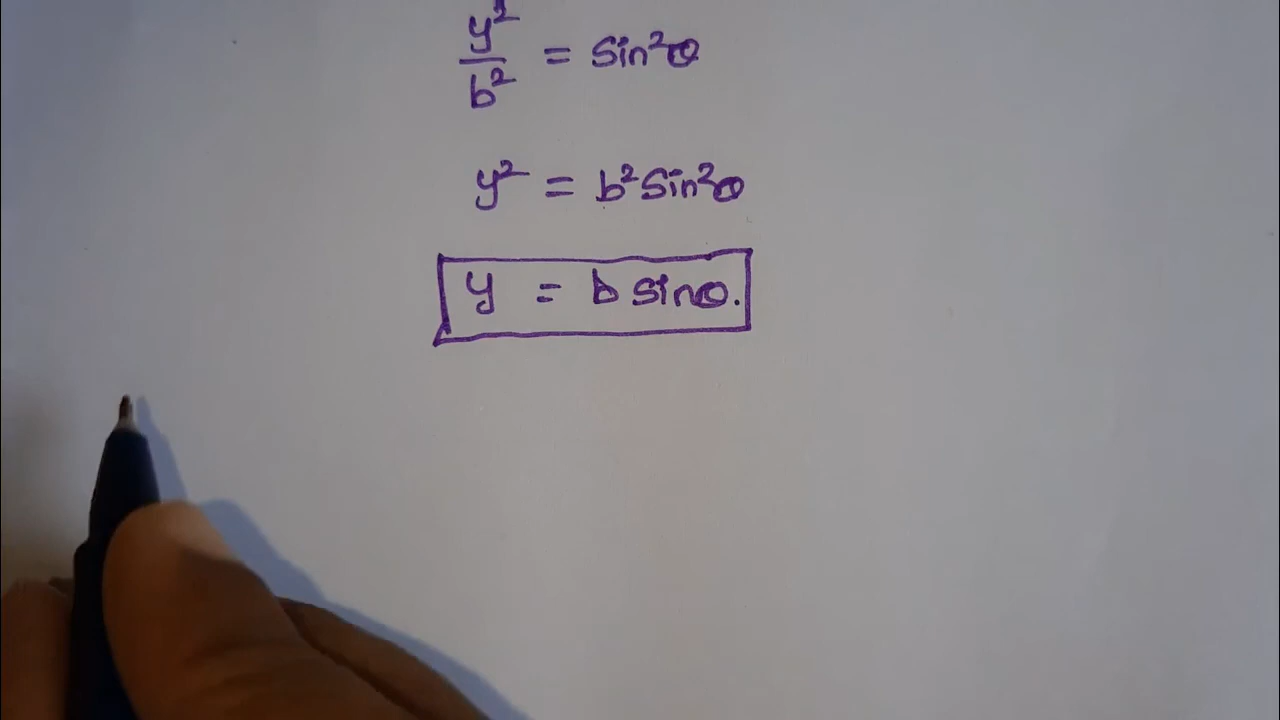 y²/b² = Sin²θ
y² = b²Sin²θ
y = b sinθ.